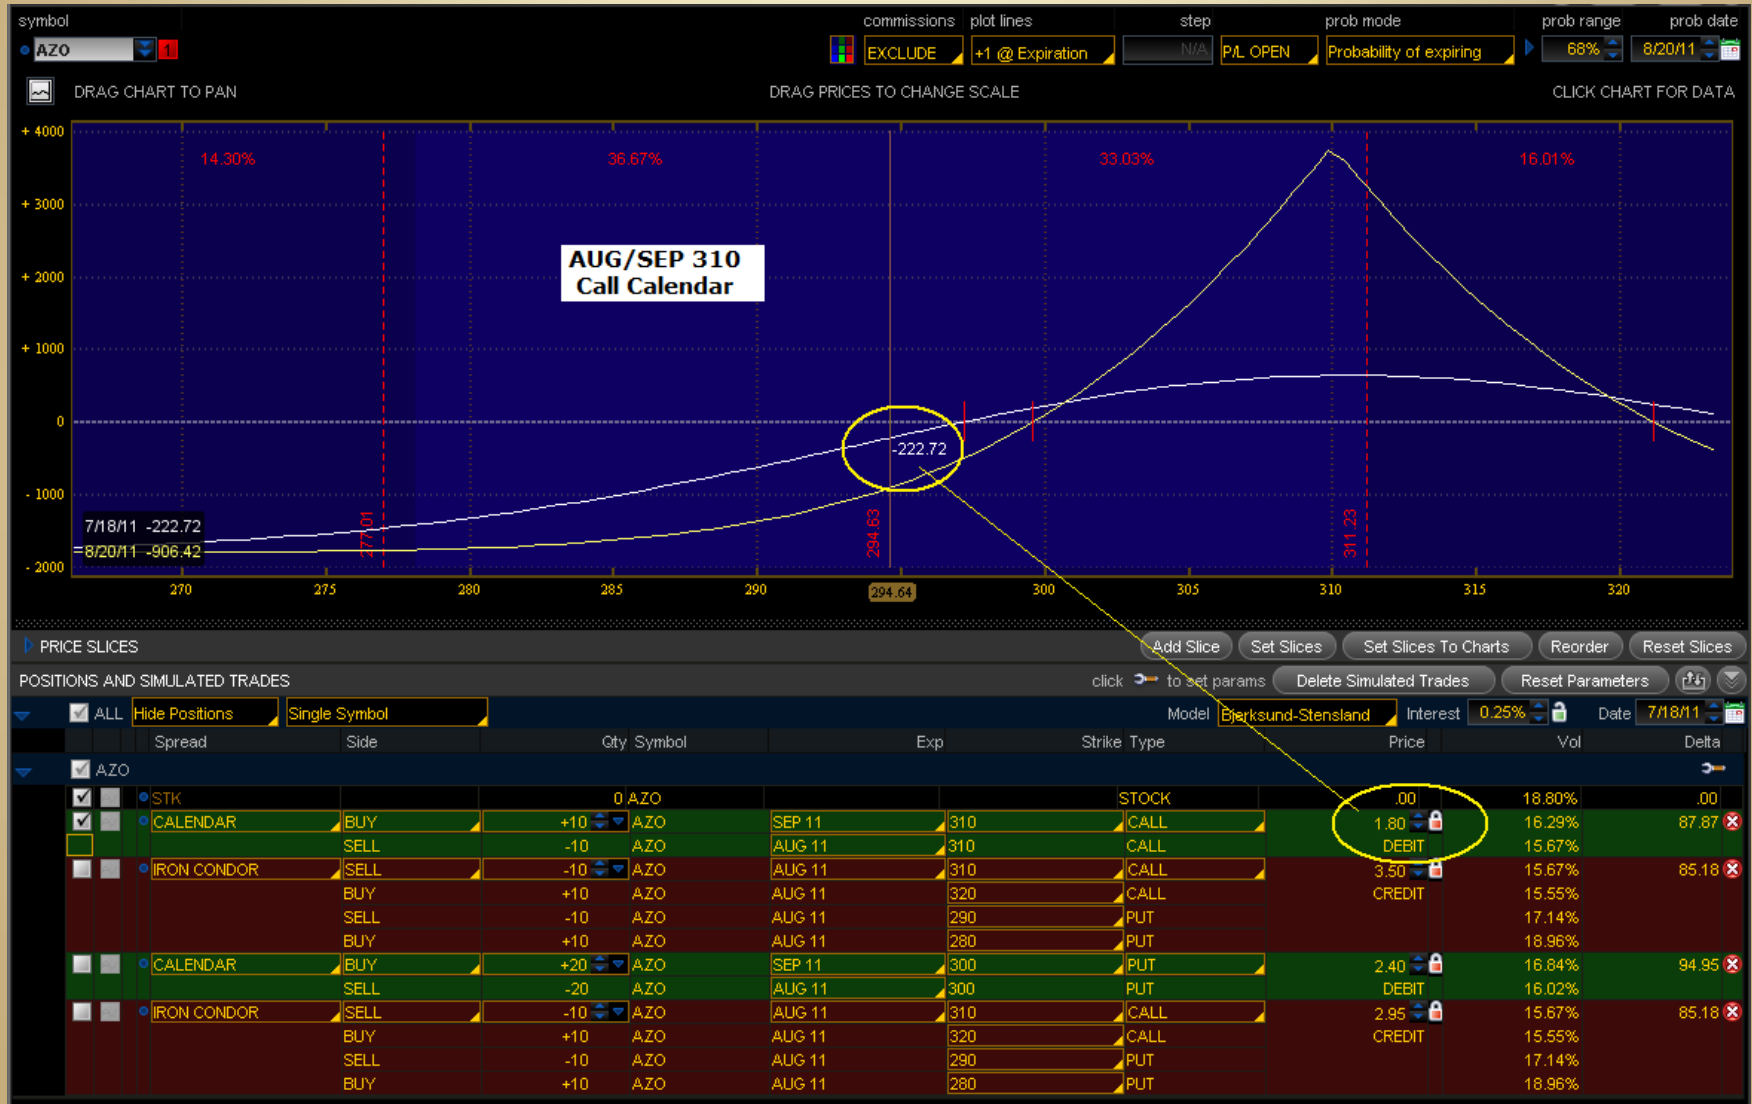 symbol commissions plot lines step prob mode prob range prob date
AZO 1 EXCLUDE +1 @ Expiration N/A P/L OPEN Probability of expiring 68% 8/20/11
DRAG CHART TO PAN DRAG PRICES TO CHANGE SCALE CLICK CHART FOR DATA
+ 4000
14.30% 36.67% 33.03% 16.01%
+ 3000
AUG/SEP 310
Call Calendar
+ 2000
+ 1000
0
-222.72
- 1000
7/18/11 -222.72
8/20/11 -906.42
277.01 294.63 311.23
- 2000
270 275 280 285 290 294.64 300 305 310 315 320
PRICE SLICES Add Slice Set Slices Set Slices To Charts Reorder Reset Slices
POSITIONS AND SIMULATED TRADES click to set params Delete Simulated Trades Reset Parameters
ALL Hide Positions Single Symbol Model Bjerksund-Stensland Interest 0.25% Date 7/18/11
Spread Side Qty Symbol Exp Strike Type Price Vol Delta
AZO
STK 0 AZO STOCK .00 18.80% .00
CALENDAR BUY +10 AZO SEP 11 310 CALL 1.80 16.29% 87.87
SELL -10 AZO AUG 11 310 CALL DEBIT 15.67%
IRON CONDOR SELL -10 AZO AUG 11 310 CALL 3.50 15.67% 85.18
BUY +10 AZO AUG 11 320 CALL CREDIT 15.55%
SELL -10 AZO AUG 11 290 PUT 17.14%
BUY +10 AZO AUG 11 280 PUT 18.96%
CALENDAR BUY +20 AZO SEP 11 300 PUT 2.40 16.84% 94.95
SELL -20 AZO AUG 11 300 PUT DEBIT 16.02%
IRON CONDOR SELL -10 AZO AUG 11 310 CALL 2.95 15.67% 85.18
BUY +10 AZO AUG 11 320 CALL CREDIT 15.55%
SELL -10 AZO AUG 11 290 PUT 17.14%
BUY +10 AZO AUG 11 280 PUT 18.96%